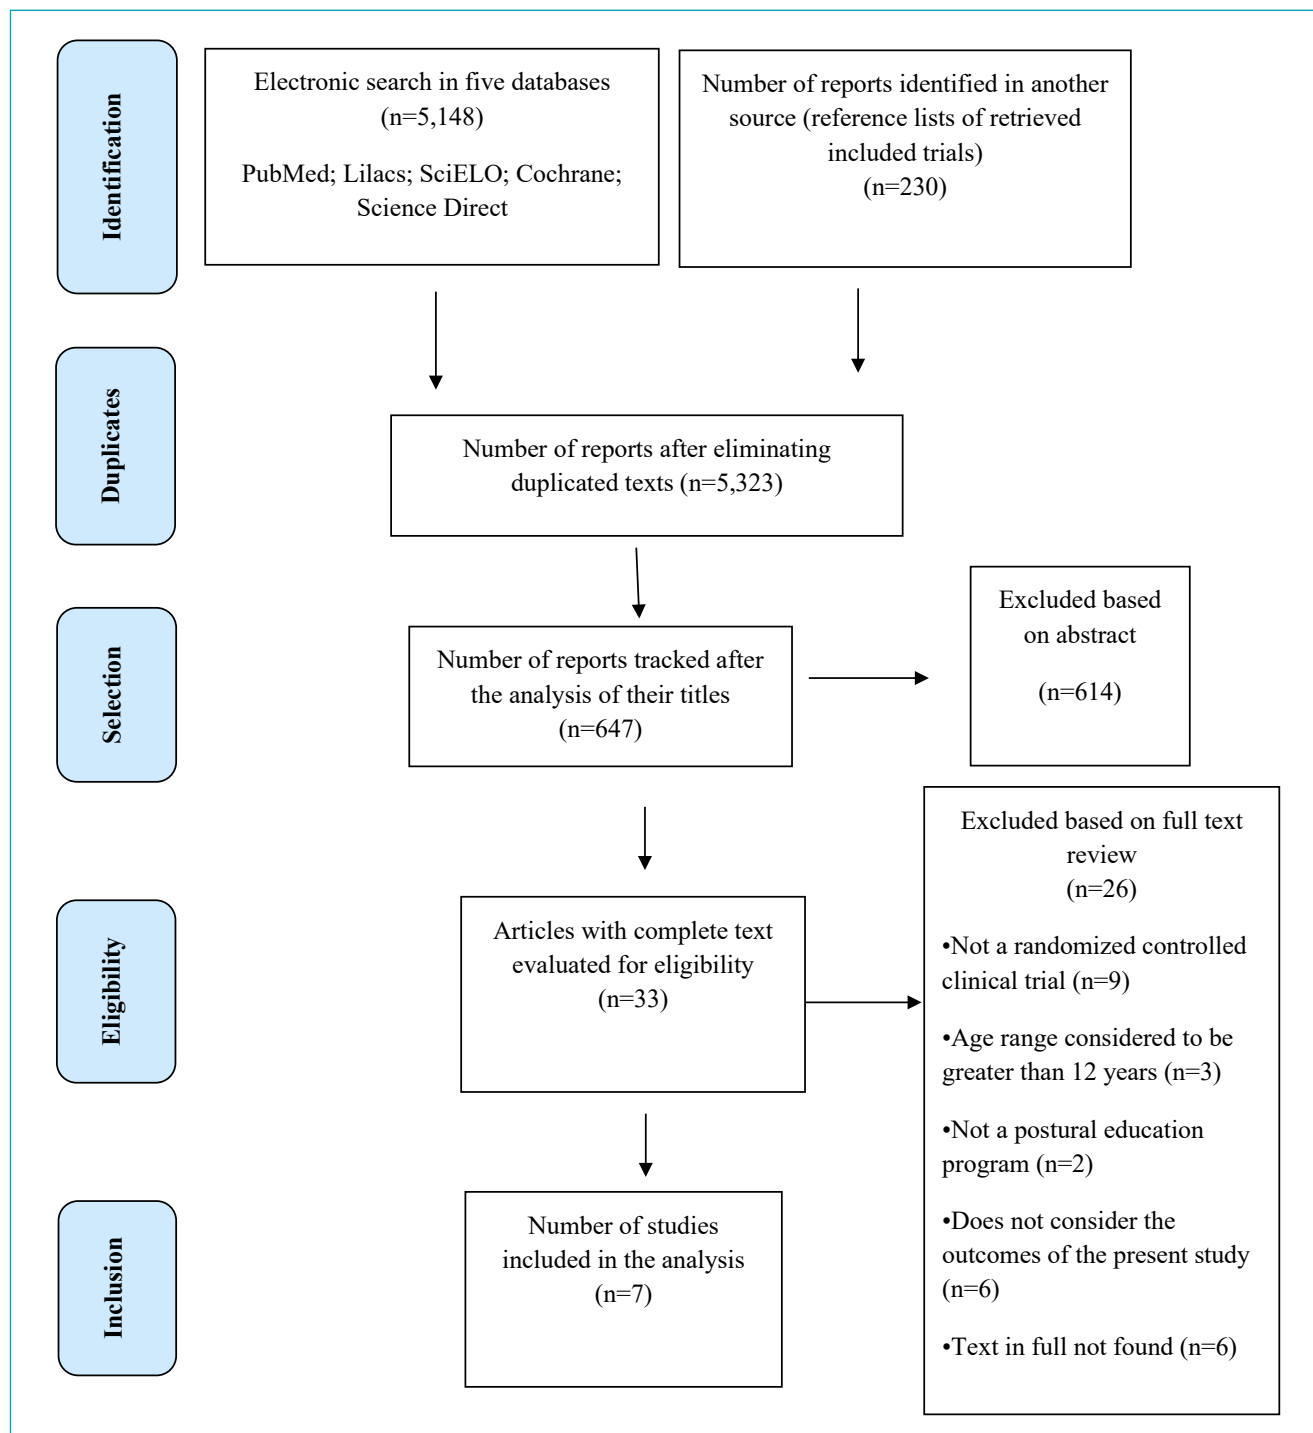 Identification
Electronic search in five databases
(n=5,148)
PubMed; Lilacs; SciELO; Cochrane;
Science Direct
Number of reports identified in another
source (reference lists of retrieved
included trials)
(n=230)
Duplicates
Number of reports after eliminating
duplicated texts (n=5,323)
Selection
Number of reports tracked after
the analysis of their titles
(n=647)
Excluded based
on abstract
(n=614)
Eligibility
Articles with complete text
evaluated for eligibility
(n=33)
Excluded based on full text
review
(n=26)
•Not a randomized controlled
clinical trial (n=9)
•Age range considered to be
greater than 12 years (n=3)
•Not a postural education
program (n=2)
•Does not consider the
outcomes of the present study
(n=6)
•Text in full not found (n=6)
Inclusion
Number of studies
included in the analysis
(n=7)